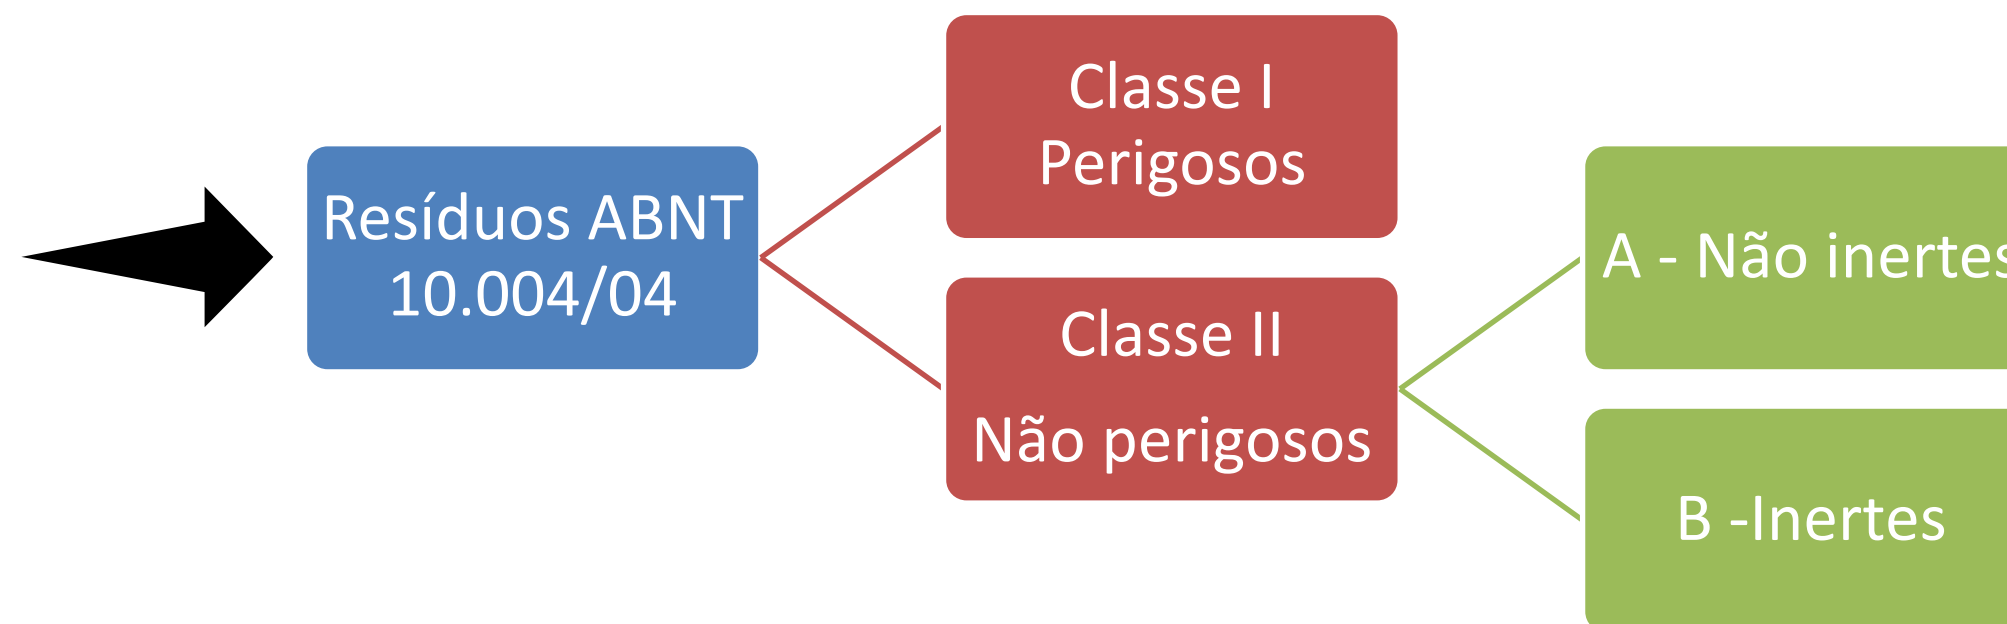 Resíduos ABNT
10.004/04
Classe I
Perigosos
Classe II
Não perigosos
A - Não inertes
B -Inertes